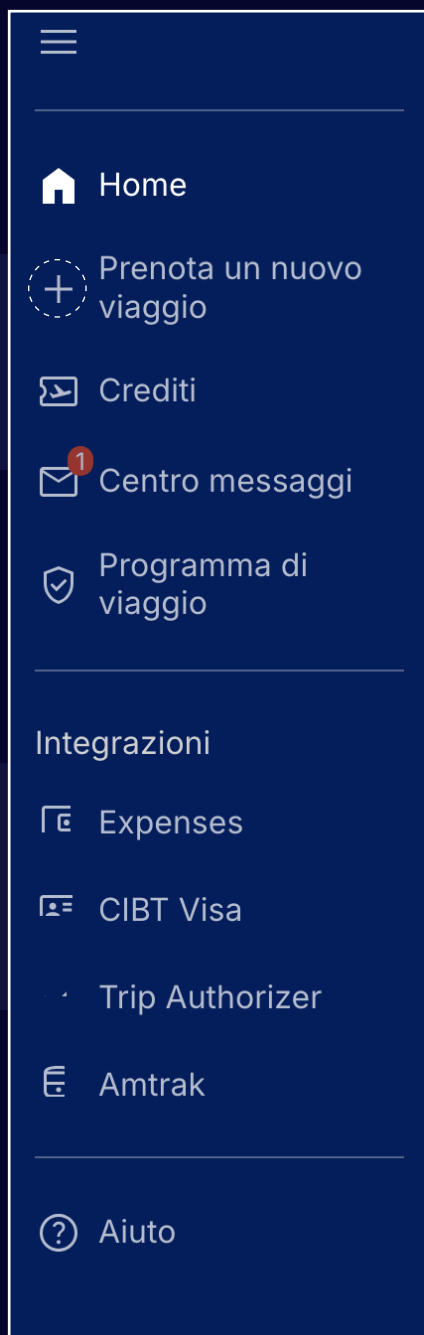 Home
Prenota un nuovo
viaggio
Crediti
1
Centro messaggi
Programma di
viaggio
Integrazioni
Expenses
CIBT Visa
Trip Authorizer
Amtrak
Aiuto